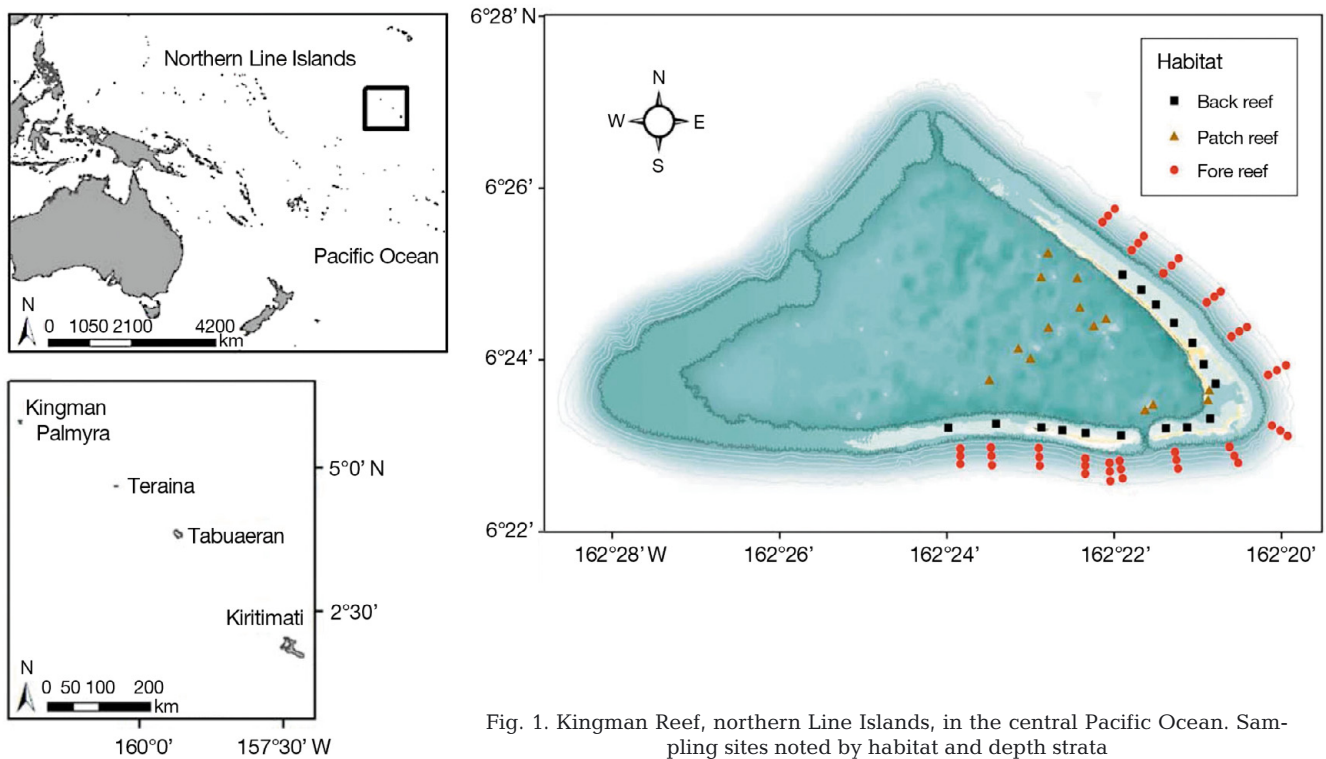 Northern Line Islands
Pacific Ocean
N
0 1050 2100 4200
km
Kingman
Palmyra
Teraina
Tabuaeran
Kiritimati
5°0' N
2°30'
N
0 50 100 200
km
160°0' 157°30' W
6°28' N
6°26'
6°24'
6°22'
N
W E
S
Habitat
Back reef
Patch reef
Fore reef
162°28'W 162°26' 162°24' 162°22' 162°20'
Fig. 1. Kingman Reef, northern Line Islands, in the central Pacific Ocean. Sam-
pling sites noted by habitat and depth strata